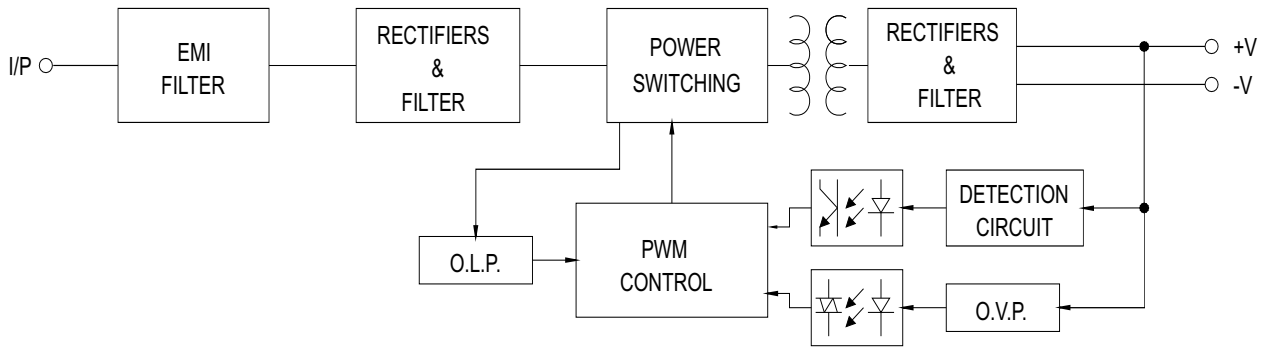 I/P
EMI
FILTER
RECTIFIERS
&
FILTER
POWER
SWITCHING
RECTIFIERS
&
FILTER
+V
-V
DETECTION
CIRCUIT
O.L.P.
PWM
CONTROL
O.V.P.